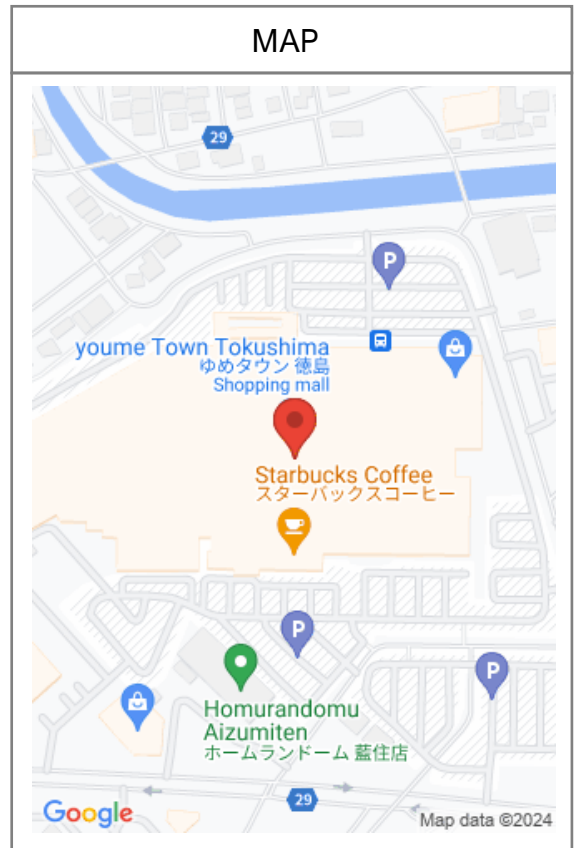 MAP
29
P
youme Town Tokushima
ゆめタウン 徳島
Shopping mall
Starbucks Coffee
スターバックスコーヒー
P
P
Homurandomu
Aizumiten
ホームランドーム 藍住店
29
Google
Map data ©2024